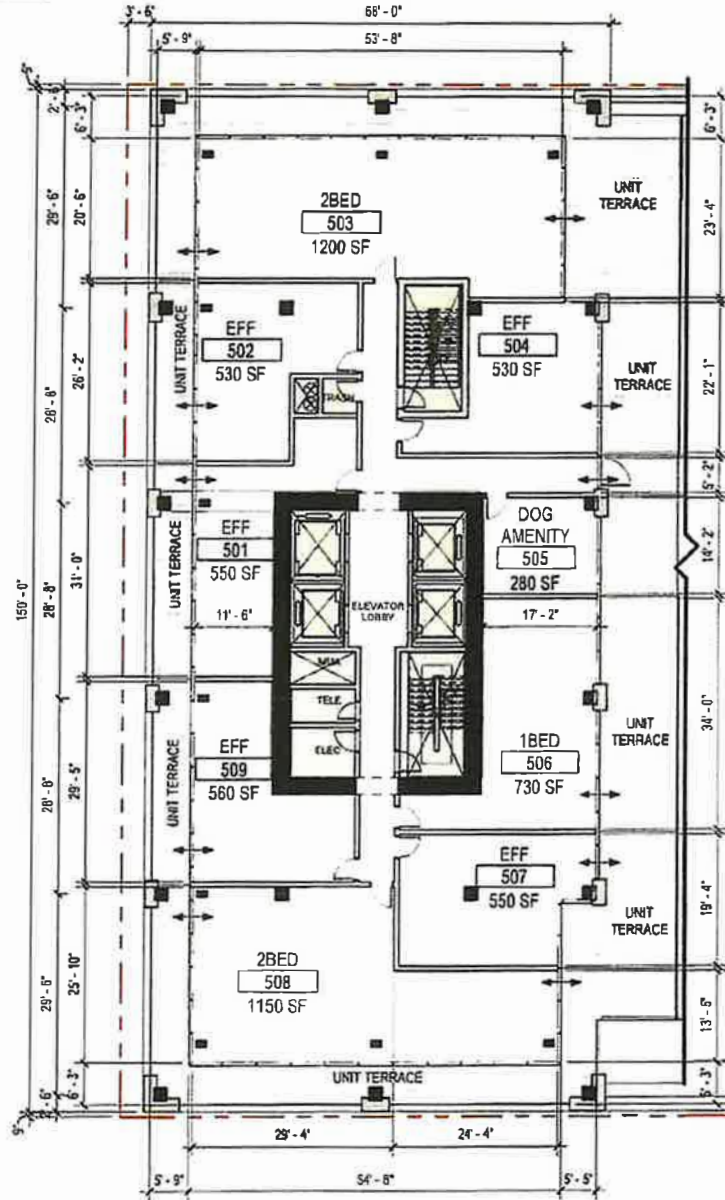 3' - 6"
68' - 0"
5' - 9"
53' - 8"
2' - 6"
6' - 3"
6' - 3"
2BED
503
1200 SF
UNIT
TERRACE
29' - 6"
20' - 6"
23' - 4"
EFF
502
530 SF
EFF
504
530 SF
UNIT TERRACE
UNIT
TERRACE
26' - 2"
22' - 1"
TRASH
5' - 2"
EFF
501
550 SF
DOG
AMENITY
505
280 SF
UNIT TERRACE
14' - 2"
150' - 0"
28' - 8"
31' - 0"
ELEVATOR
LOBBY
11' - 6"
17' - 2"
TELE
ELEC
EFF
509
560 SF
1BED
506
730 SF
UNIT TERRACE
UNIT
TERRACE
34' - 0"
28' - 8"
29' - 5"
EFF
507
550 SF
UNIT
TERRACE
19' - 4"
2BED
508
1150 SF
29' - 6"
25' - 10"
UNIT TERRACE
6' - 3"
29' - 4"
24' - 4"
5' - 9"
54' - 8"
5' - 5"